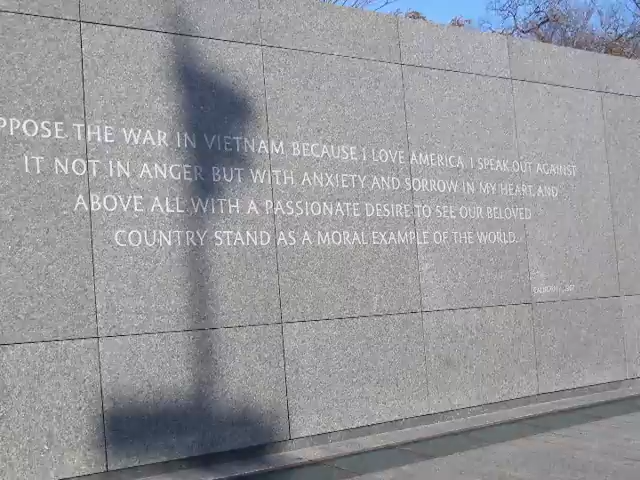 PPOSE THE WAR IN VIETNAM BECAUSE I LOVE AMERICA. I SPEAK OUT AGAINST
IT NOT IN ANGER BUT WITH ANXIETY AND SORROW IN MY HEART, AND
ABOVE ALL WITH A PASSIONATE DESIRE TO SEE OUR BELOVED
COUNTRY STAND AS A MORAL EXAMPLE OF THE WORLD.